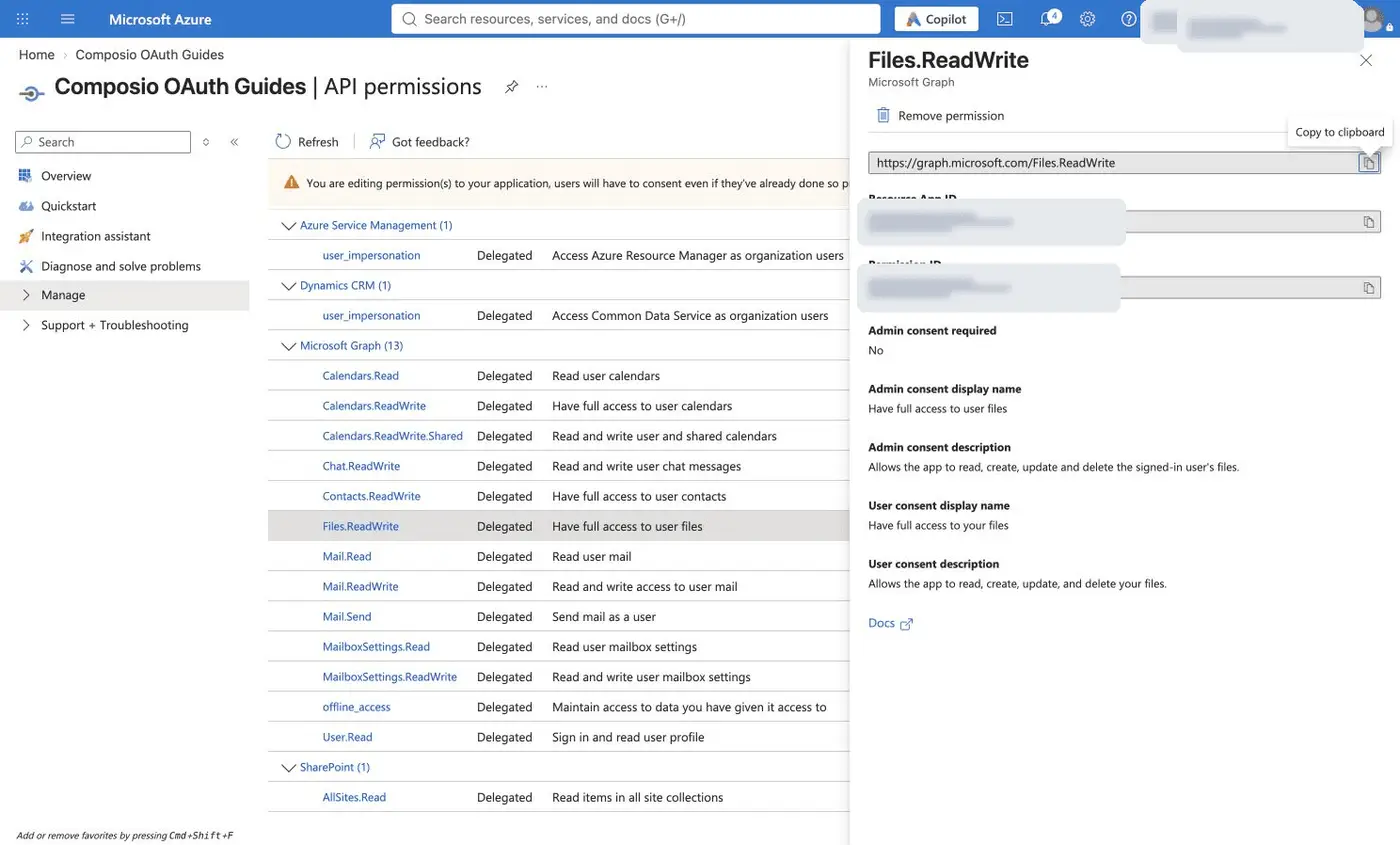 Microsoft Azure
Search resources, services, and docs (G+/)
Copilot
4
Home › Composio OAuth Guides
Composio OAuth Guides | API permissions
Search
Overview
Quickstart
Integration assistant
Diagnose and solve problems
Manage
Support + Troubleshooting
Add or remove favorites by pressing Cmd+Shift+F
Refresh
Got feedback?
You are editing permission(s) to your application, users will have to consent even if they've already done so
Azure Service Management (1)
user_impersonation Delegated Access Azure Resource Manager as organization users
Dynamics CRM (1)
user_impersonation Delegated Access Common Data Service as organization users
Microsoft Graph (13)
Calendars.Read Delegated Read user calendars
Calendars.ReadWrite Delegated Have full access to user calendars
Calendars.ReadWrite.Shared Delegated Read and write user and shared calendars
Chat.ReadWrite Delegated Read and write user chat messages
Contacts.ReadWrite Delegated Have full access to user contacts
Files.ReadWrite Delegated Have full access to user files
Mail.Read Delegated Read user mail
Mail.ReadWrite Delegated Read and write access to user mail
Mail.Send Delegated Send mail as a user
MailboxSettings.Read Delegated Read user mailbox settings
MailboxSettings.ReadWrite Delegated Read and write user mailbox settings
offline_access Delegated Maintain access to data you have given it access to
User.Read Delegated Sign in and read user profile
SharePoint (1)
AllSites.Read Delegated Read items in all site collections
Files.ReadWrite
Microsoft Graph
Remove permission
Copy to clipboard
https://graph.microsoft.com/Files.ReadWrite
Resource App ID
Permission ID
Admin consent required
No
Admin consent display name
Have full access to user files
Admin consent description
Allows the app to read, create, update and delete the signed-in user's files.
User consent display name
Have full access to your files
User consent description
Allows the app to read, create, update, and delete your files.
Docs